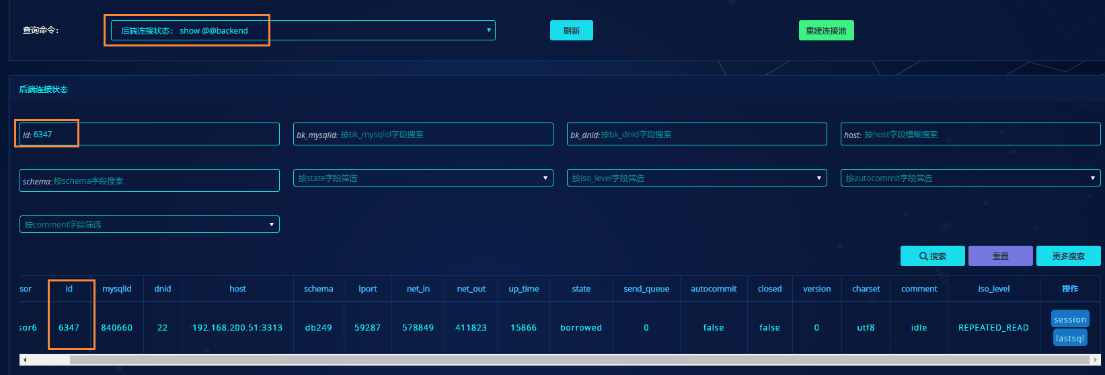 查询命令: 后端连接状态: show @@backend 刷新 重建连接池
后端连接状态
id: 6347 bk_mysqlid: 按bk_mysqlid字段搜索 bk_dnid: 按bk_dnid字段搜索 host: 按host字段模糊搜索
schema: 按schema字段搜索 按state字段筛选 按iso_level字段筛选 按autocommit字段筛选
按comment字段筛选
搜索 重置 更多搜索
sor id mysqlid dnid host schema lport net_in net_out up_time state send_queue autocommit closed version charset comment iso_level 操作
sor6 6347 840660 22 192.168.200.51:3313 db249 59287 578849 411823 15866 borrowed 0 false false 0 utf8 idle REPEATED_READ session
lastsql